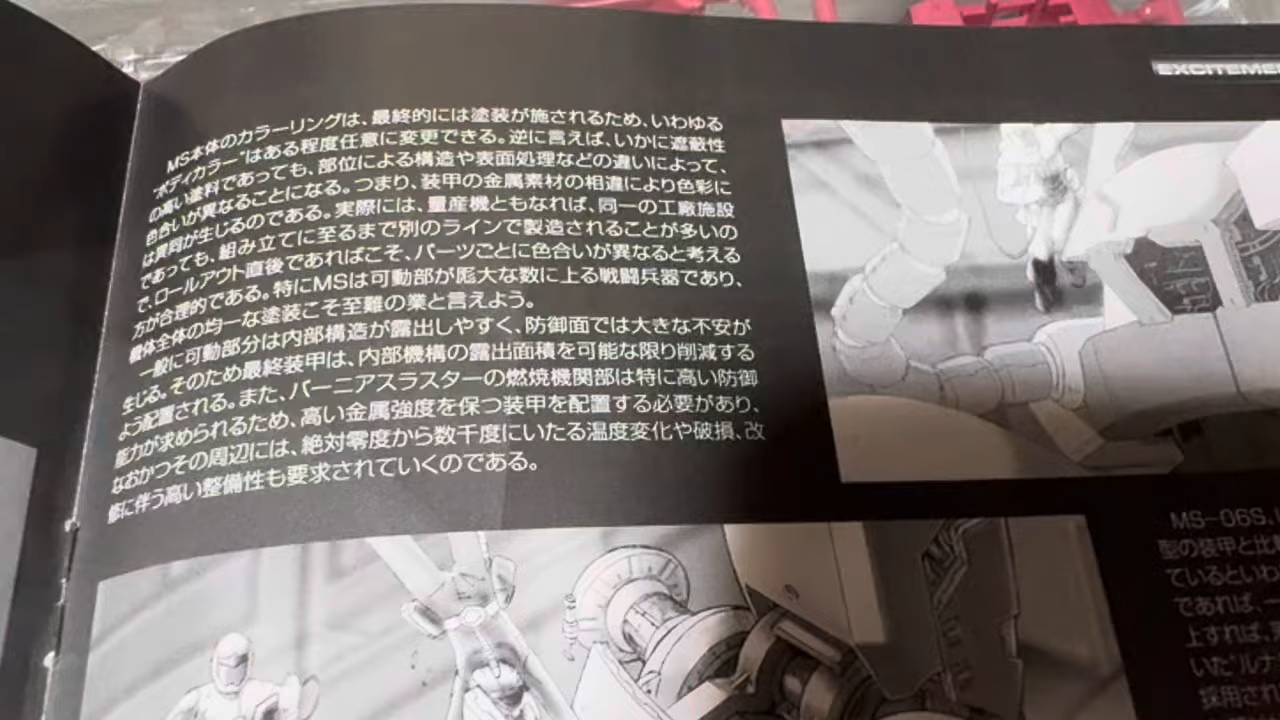 EXCITEME
MS本体のカラーリングは、最終的には塗装が施されるため、いわゆる
"ボディカラー"はある程度任意に変更できる。逆に言えば、いかに遮蔽性
の高い塗料であっても、部位による構造や表面処理などの違いによって、
色合いが異なることになる。つまり、装甲の金属素材の相違により色彩に
は異同が生じるのである。実際には、量産機ともなれば、同一の工廠施設
であっても、組み立てに至るまで別のラインで製造されることが多いの
で、ロールアウト直後であればこそ、パーツごとに色合いが異なると考える
方が合理的である。特にMSは可動部が厖大な数に上る戦闘兵器であり、
機体全体の均一な塗装こそ至難の業と言えよう。
一般に可動部分は内部構造が露出しやすく、防御面では大きな不安が
生じる。そのため最終装甲は、内部機構の露出面積を可能な限り削減する
よう配置される。また、バーニアスラスターの燃焼機関部は特に高い防御
能力が求められるため、高い金属強度を保つ装甲を配置する必要があり、
なおかつその周辺には、絶対零度から数千度にいたる温度変化や破損、改
修に伴う高い整備性も要求されていくのである。
MS-06S
型の装甲と比
ているといわ
であれば、一
上すれば、
いた"ルナ
採用され